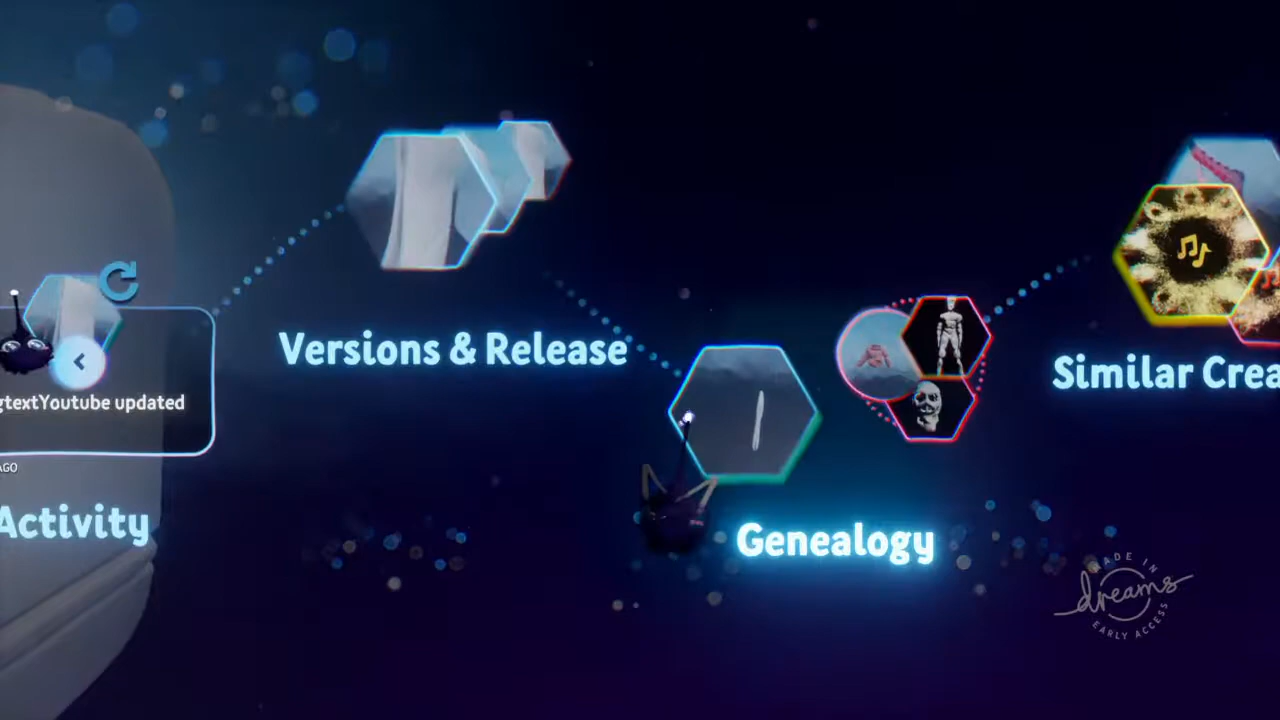 Versions & Release
Similar Crea
gtextYoutube updated
AGO
Activity
Genealogy
MADE IN
dreams
EARLY ACCESS